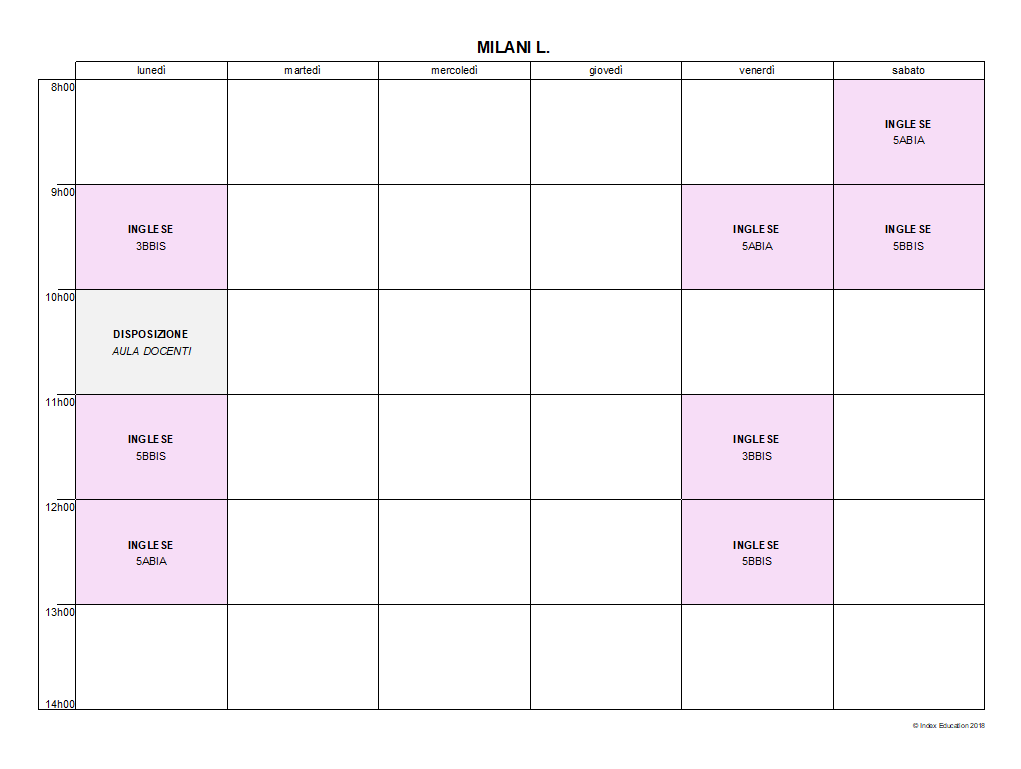 MILANI L.
lunedì martedì mercoledì giovedì venerdì sabato
8h00
INGLESE
5ABIA
9h00
INGLESE INGLESE INGLESE
3BBIS 5ABIA 5BBIS
10h00
DISPOSIZIONE
AULA DOCENTI
11h00
INGLESE INGLESE
5BBIS 3BBIS
12h00
INGLESE INGLESE
5ABIA 5BBIS
13h00
14h00
© Index Education 2018